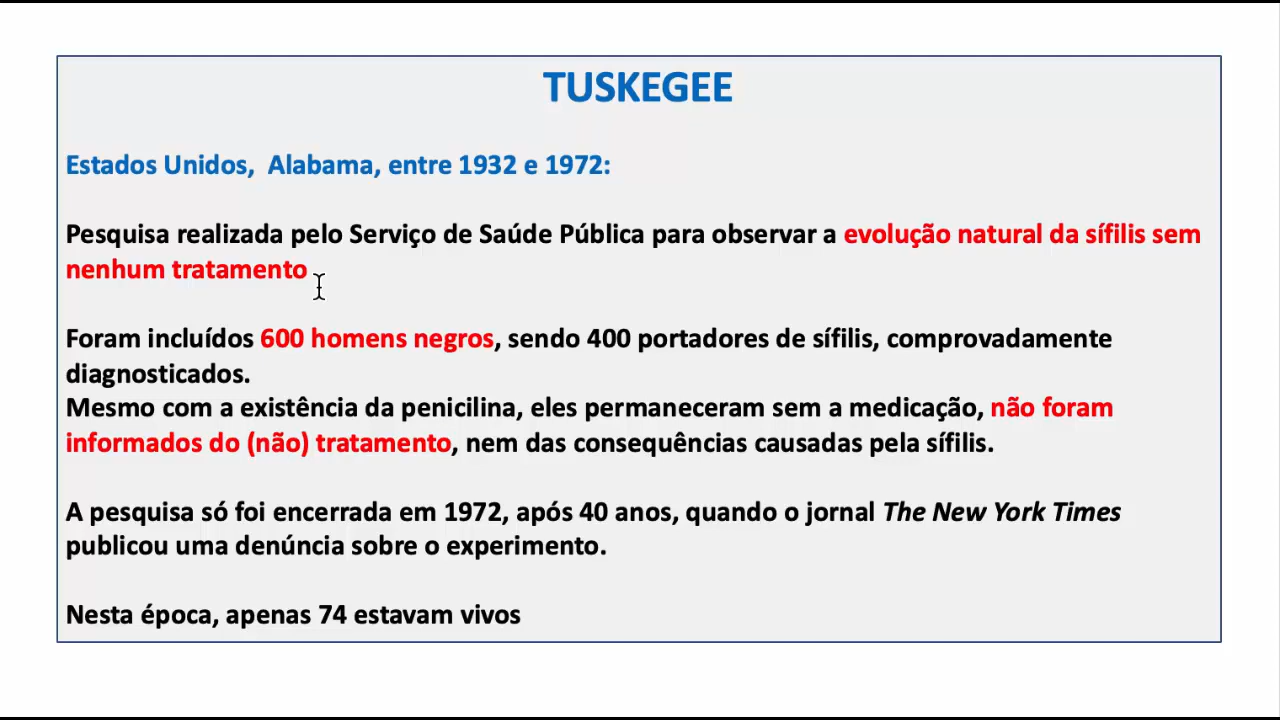 TUSKEGEE
Estados Unidos,  Alabama, entre 1932 e 1972:
Pesquisa realizada pelo Serviço de Saúde Pública para observar a evolução natural da sífilis sem
nenhum tratamento
Foram incluídos 600 homens negros, sendo 400 portadores de sífilis, comprovadamente
diagnosticados.
Mesmo com a existência da penicilina, eles permaneceram sem a medicação, não foram
informados do (não) tratamento, nem das consequências causadas pela sífilis.
A pesquisa só foi encerrada em 1972, após 40 anos, quando o jornal The New York Times
publicou uma denúncia sobre o experimento.
Nesta época, apenas 74 estavam vivos